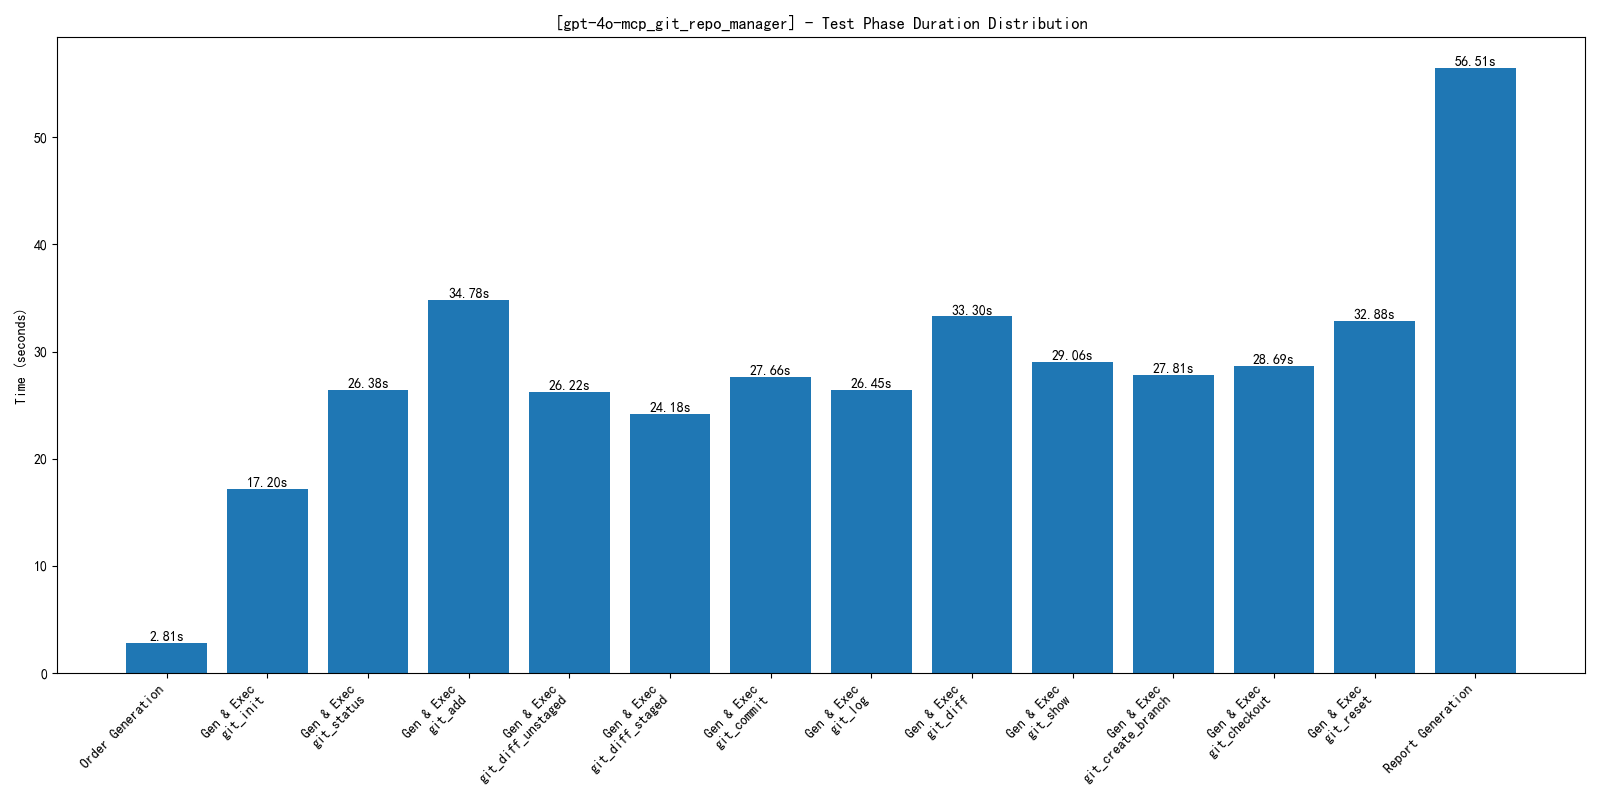 [gpt-4o-mcp_git_repo_manager] - Test Phase Duration Distribution
Time (seconds)
50
40
30
20
10
0
2.81s
17.20s
26.38s
34.78s
26.22s
24.18s
27.66s
26.45s
33.30s
29.06s
27.81s
28.69s
32.88s
56.51s
Order Generation
Gen & Exec
git_init
Gen & Exec
git_status
Gen & Exec
git_add
Gen & Exec
git_diff_unstaged
Gen & Exec
git_diff_staged
Gen & Exec
git_commit
Gen & Exec
git_log
Gen & Exec
git_diff
Gen & Exec
git_show
Gen & Exec
git_create_branch
Gen & Exec
git_checkout
Gen & Exec
git_reset
Report Generation